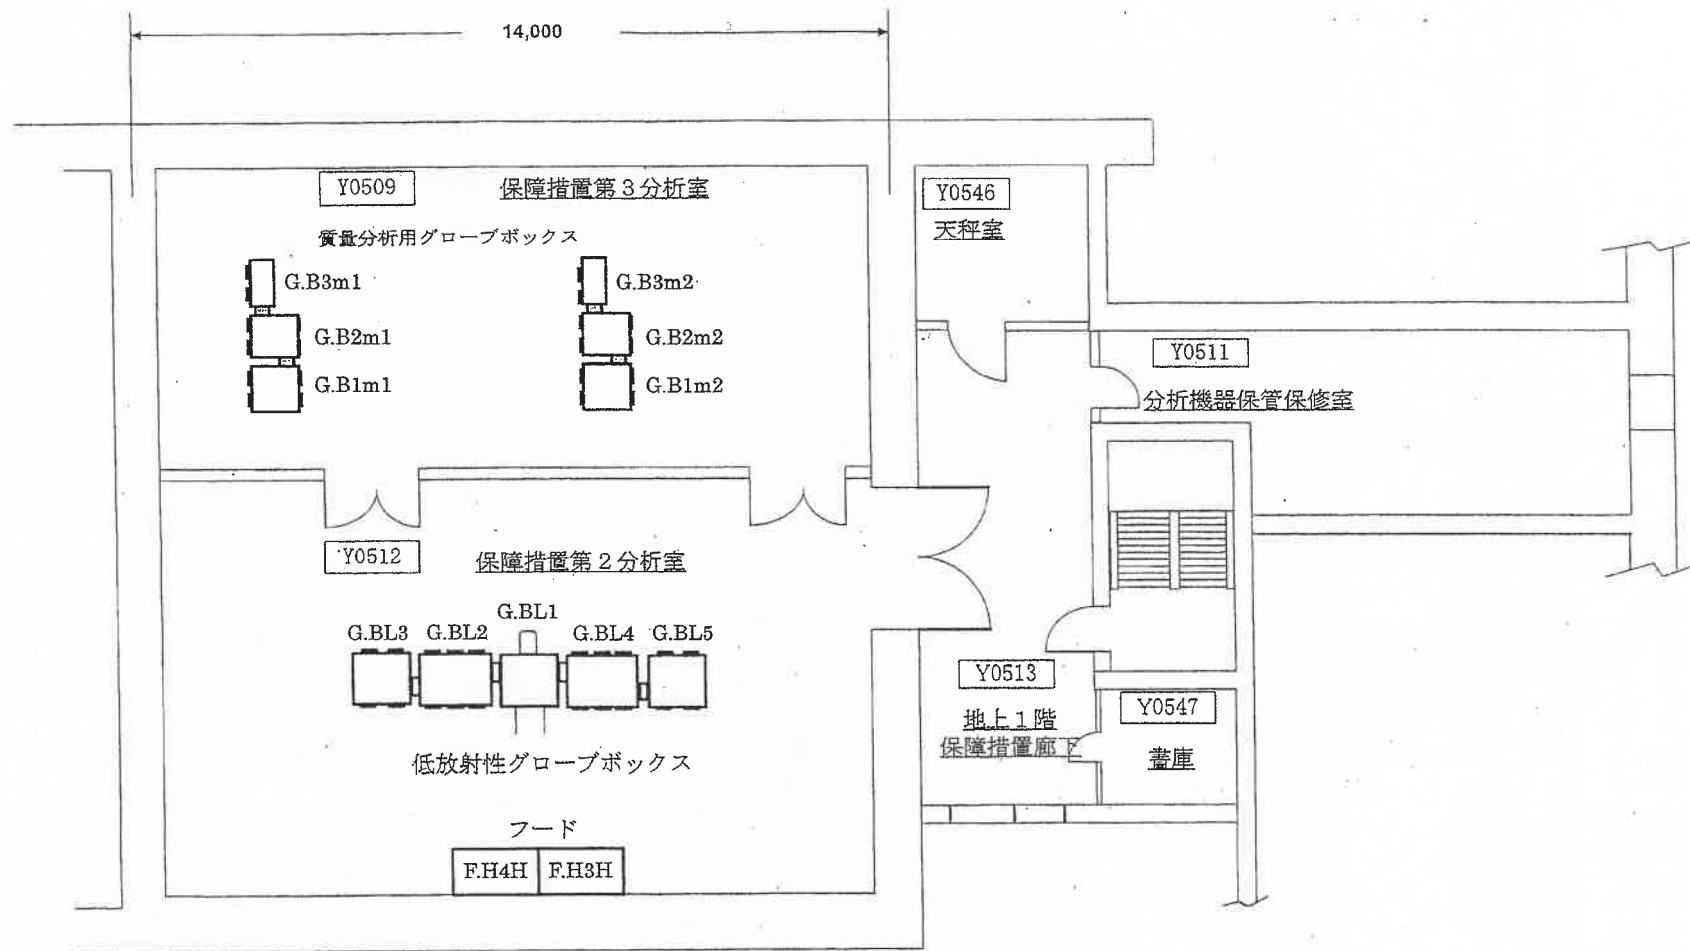 14,000
Y0509
保障措置第3分析室
質量分析用グローブボックス
G.B3m1
G.B3m2
G.B2m1
G.B2m2
G.B1m1
G.B1m2
Y0546
天秤室
Y0511
分析機器保管保修室
Y0512
保障措置第2分析室
G.BL1
G.BL3
G.BL2
G.BL4
G.BL5
低放射性グローブボックス
フード
F.H4H
F.H3H
Y0513
地上1階
保障措置廊下
Y0547
書庫